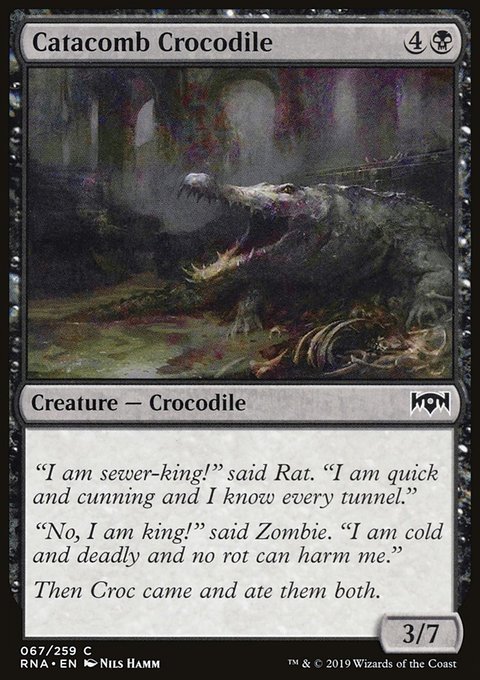 Catacomb Crocodile 4
Creature — Crocodile
“I am sewer-king!” said Rat. “I am quick
and cunning and I know every tunnel.”
“No, I am king!” said Zombie. “I am cold
and deadly and no rot can harm me.”
Then Croc came and ate them both.
3/7
067/259 C
RNA • EN Nils Hamm
™ & © 2019 Wizards of the Coast